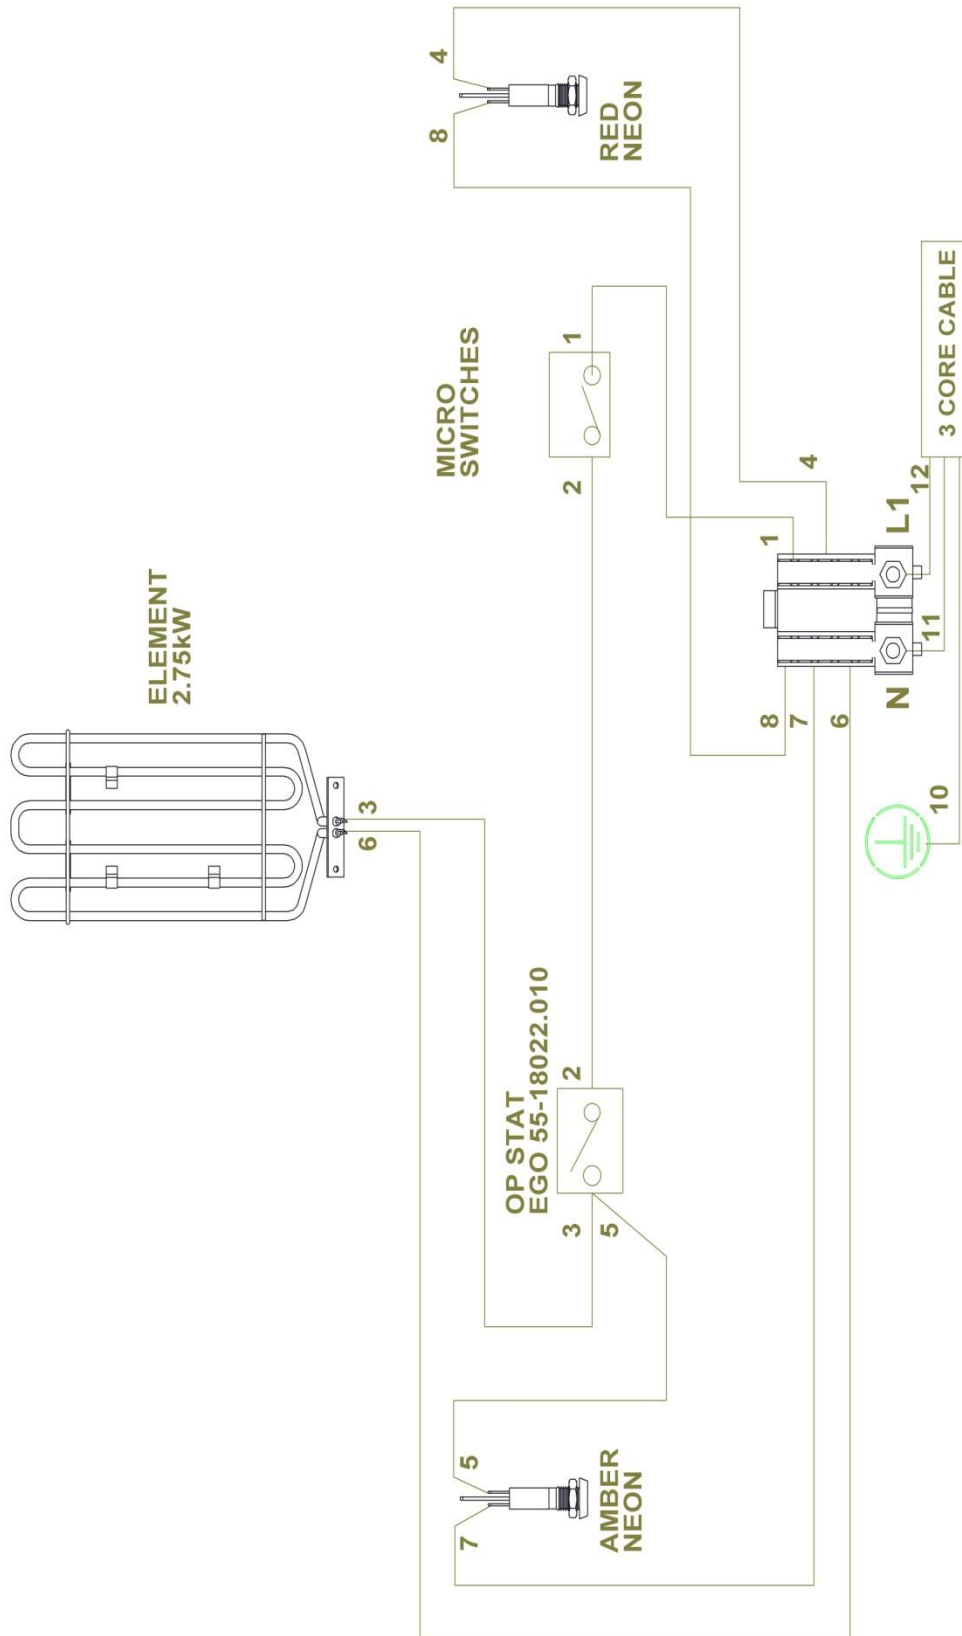 ELEMENT
2.75kW
6
3
8
4
MICRO
SWITCHES
7
5
OP STAT
EGO 55-18022.010
3
2
2
1
5
AMBER
NEON
RED
NEON
8
1
7
4
6
N
L1
12
11
10
3 CORE CABLE